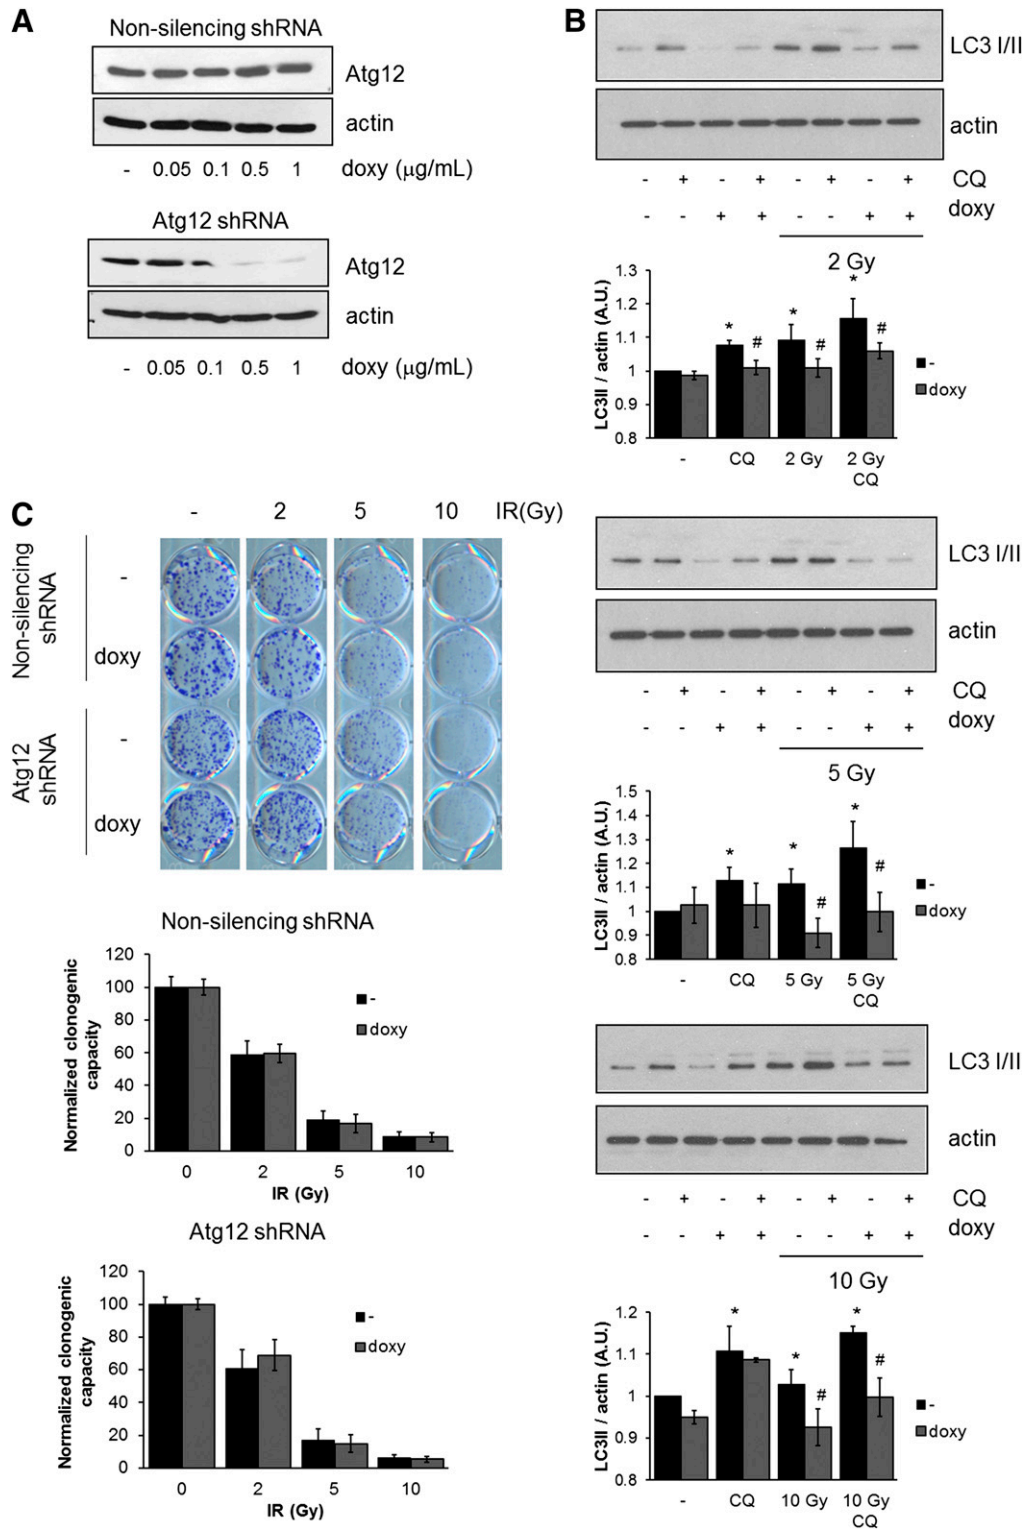 A
Non-silencing shRNA
Atg12
actin
- 0.05 0.1 0.5 1 doxy (μg/mL)
Atg12 shRNA
Atg12
actin
- 0.05 0.1 0.5 1 doxy (μg/mL)
B
LC3 I/II
actin
- + - + - + - + CQ
- - + + - - + + doxy
2 Gy
LC3II / actin (A.U.)
1.3
1.2
1.1
1
0.9
0.8
* * # * # * #
-
doxy
- CQ 2 Gy 2 Gy
CQ
LC3 I/II
actin
- + - + - + - + CQ
- - + + - - + + doxy
5 Gy
LC3II / actin (A.U.)
1.5
1.4
1.3
1.2
1.1
1
0.9
0.8
* * # * #
-
doxy
- CQ 5 Gy 5 Gy
CQ
LC3 I/II
actin
- + - + - + - + CQ
- - + + - - + + doxy
10 Gy
LC3II / actin (A.U.)
1.2
1.1
1
0.9
0.8
* * # * #
-
doxy
- CQ 10 Gy 10 Gy
CQ
C
- 2 5 10 IR(Gy)
Non-silencing
shRNA
-
doxy
Atg12
shRNA
-
doxy
Non-silencing shRNA
Normalized clonogenic
capacity
120
100
80
60
40
20
0
-
doxy
0 2 5 10
IR (Gy)
Atg12 shRNA
Normalized clonogenic
capacity
120
100
80
60
40
20
0
-
doxy
0 2 5 10
IR (Gy)